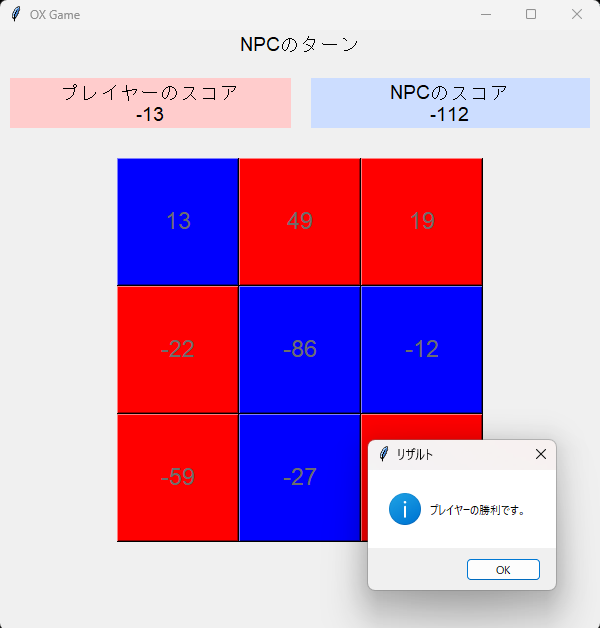 OX Game
NPCのターン
プレイヤーのスコア
-13
NPCのスコア
-112
13
49
19
-22
-86
-12
-59
-27
リザルト
プレイヤーの勝利です。
OK